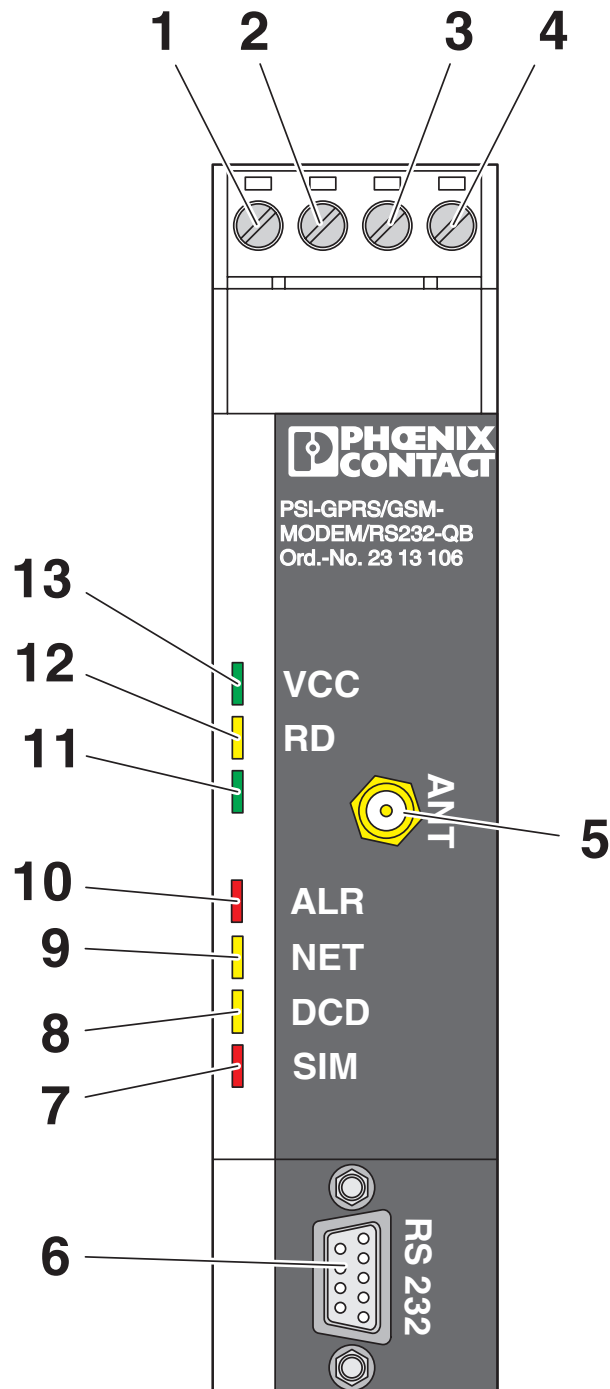 1 2 3 4
PHŒNIX
CONTACT
PSI-GPRS/GSM-
MODEM/RS232-QB
Ord.-No. 23 13 106
13
VCC
12
RD
11
ANT
5
10
ALR
9
NET
8
DCD
7
SIM
6
RS 232